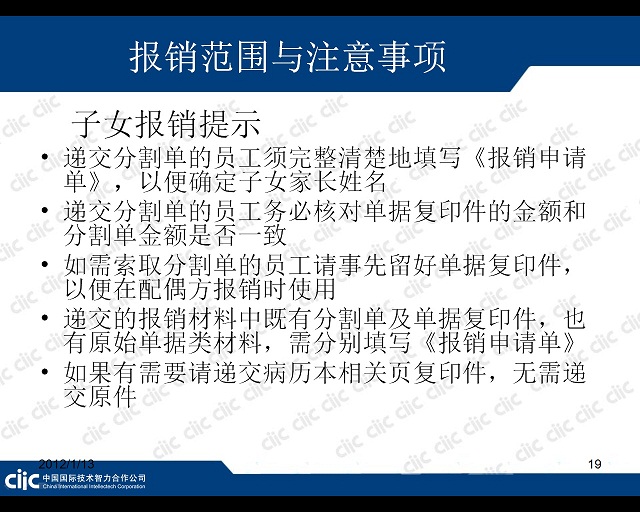 报销范围与注意事项
子女报销提示
• 递交分割单的员工须完整清楚地填写《报销申请
单》，以便确定子女家长姓名
• 递交分割单的员工务必核对单据复印件的金额和
分割单金额是否一致
• 如需索取分割单的员工请事先留好单据复印件，
以便在配偶方报销时使用
• 递交的报销材料中既有分割单及单据复印件，也
有原始单据类材料，需分别填写《报销申请单》
• 如果有需要请递交病历本相关页复印件，无需递
交原件
2012/1/13
19
ciic 中国国际技术智力合作公司
China International Intellectech Corporation